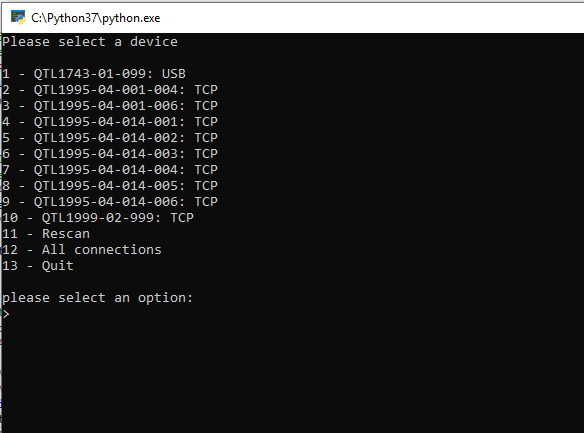 C:\Python37\python.exe
Please select a device
1 - QTL1743-01-099: USB
2 - QTL1995-04-001-004: TCP
3 - QTL1995-04-001-006: TCP
4 - QTL1995-04-014-001: TCP
5 - QTL1995-04-014-002: TCP
6 - QTL1995-04-014-003: TCP
7 - QTL1995-04-014-004: TCP
8 - QTL1995-04-014-005: TCP
9 - QTL1995-04-014-006: TCP
10 - QTL1999-02-999: TCP
11 - Rescan
12 - All connections
13 - Quit
please select an option:
>